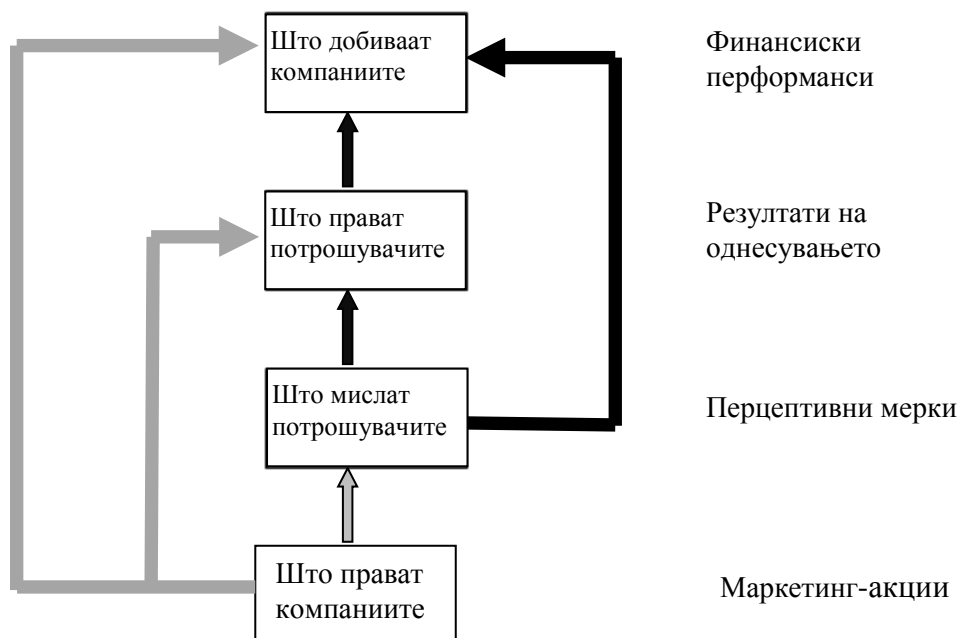 Што добиваат
компаниите
Финансиски
перформанси
Што прават
потрошувачите
Резултати на
однесувањето
Што мислат
потрошувачите
Перцептивни мерки
Што прават
компаниите
Маркетинг-акции